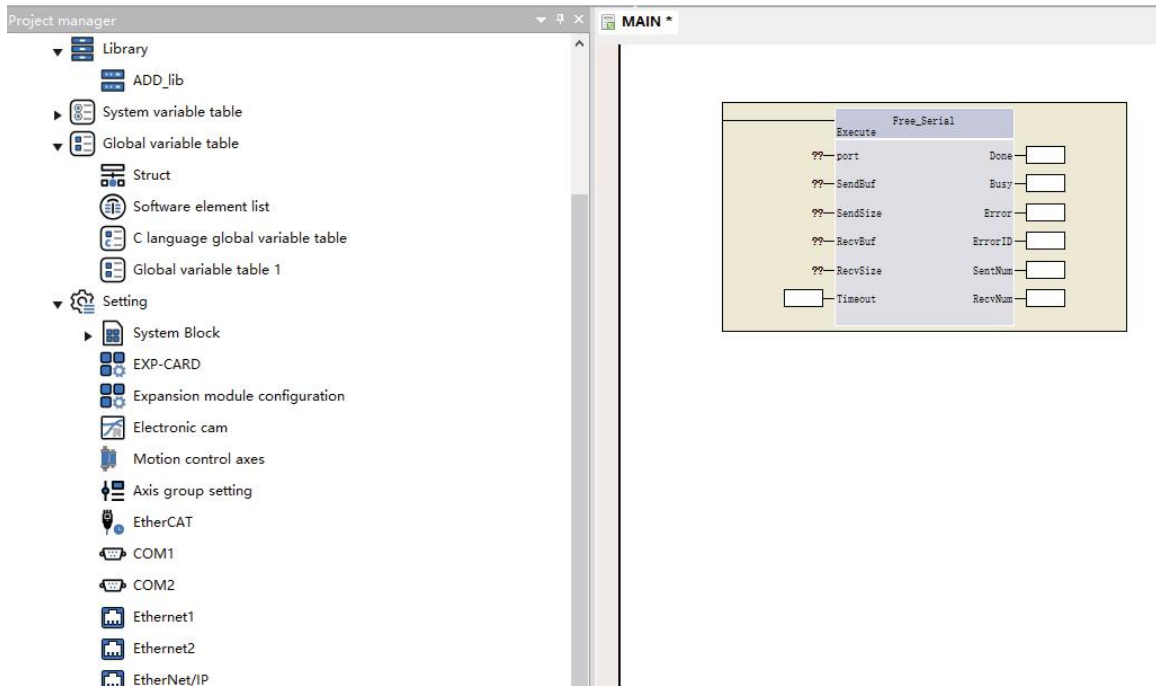 Project manager
MAIN *
Library
ADD_lib
System variable table
Global variable table
Struct
Software element list
C language global variable table
Global variable table 1
Setting
System Block
EXP-CARD
Expansion module configuration
Electronic cam
Motion control axes
Axis group setting
EtherCAT
COM1
COM2
Ethernet1
Ethernet2
EtherNet/IP
Free_Serial
Execute
?? port Done
?? SendBuf Busy
?? SendSize Error
?? RecvBuf ErrorID
?? RecvSize SentNum
Timeout RecvNum